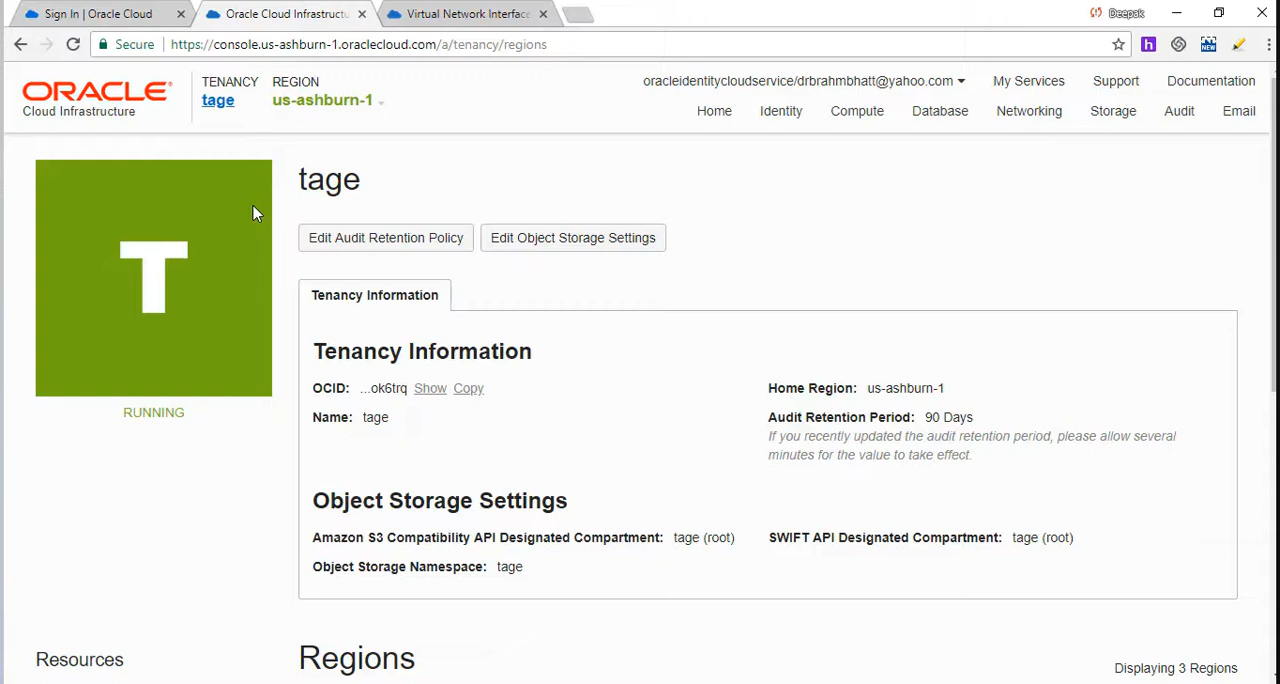 Sign In | Oracle Cloud
Oracle Cloud Infrastructu
Virtual Network Interface
Deepak
Secure https://console.us-ashburn-1.oraclecloud.com/a/tenancy/regions
h NEW
ORACLE
Cloud Infrastructure
TENANCY
tage
REGION
us-ashburn-1
oracleidentitycloudservice/drbrahmbhatt@yahoo.com My Services Support Documentation
Home Identity Compute Database Networking Storage Audit Email
T
RUNNING
tage
Edit Audit Retention Policy Edit Object Storage Settings
Tenancy Information
Tenancy Information
OCID: ...ok6trq Show Copy
Home Region: us-ashburn-1
Name: tage
Audit Retention Period: 90 Days
If you recently updated the audit retention period, please allow several
minutes for the value to take effect.
Object Storage Settings
Amazon S3 Compatibility API Designated Compartment: tage (root)
SWIFT API Designated Compartment: tage (root)
Object Storage Namespace: tage
Resources
Regions
Displaying 3 Regions